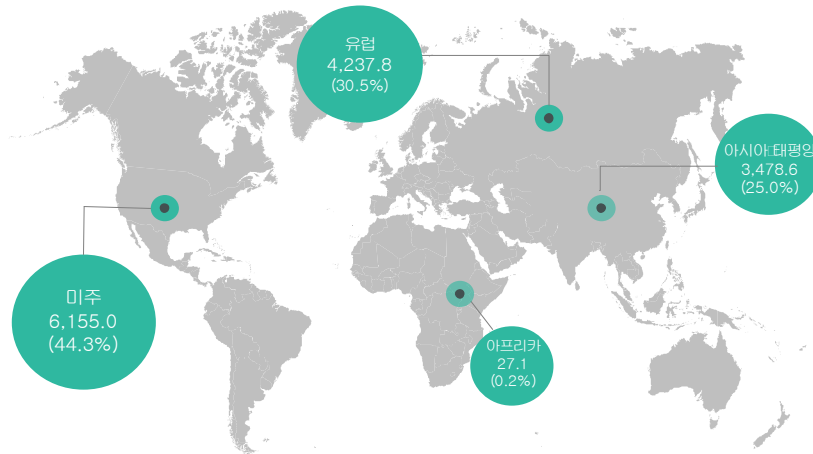 유럽
4,237.8
(30.5%)
아시아□태평양
3,478.6
(25.0%)
미주
6,155.0
(44.3%)
아프리카
27.1
(0.2%)